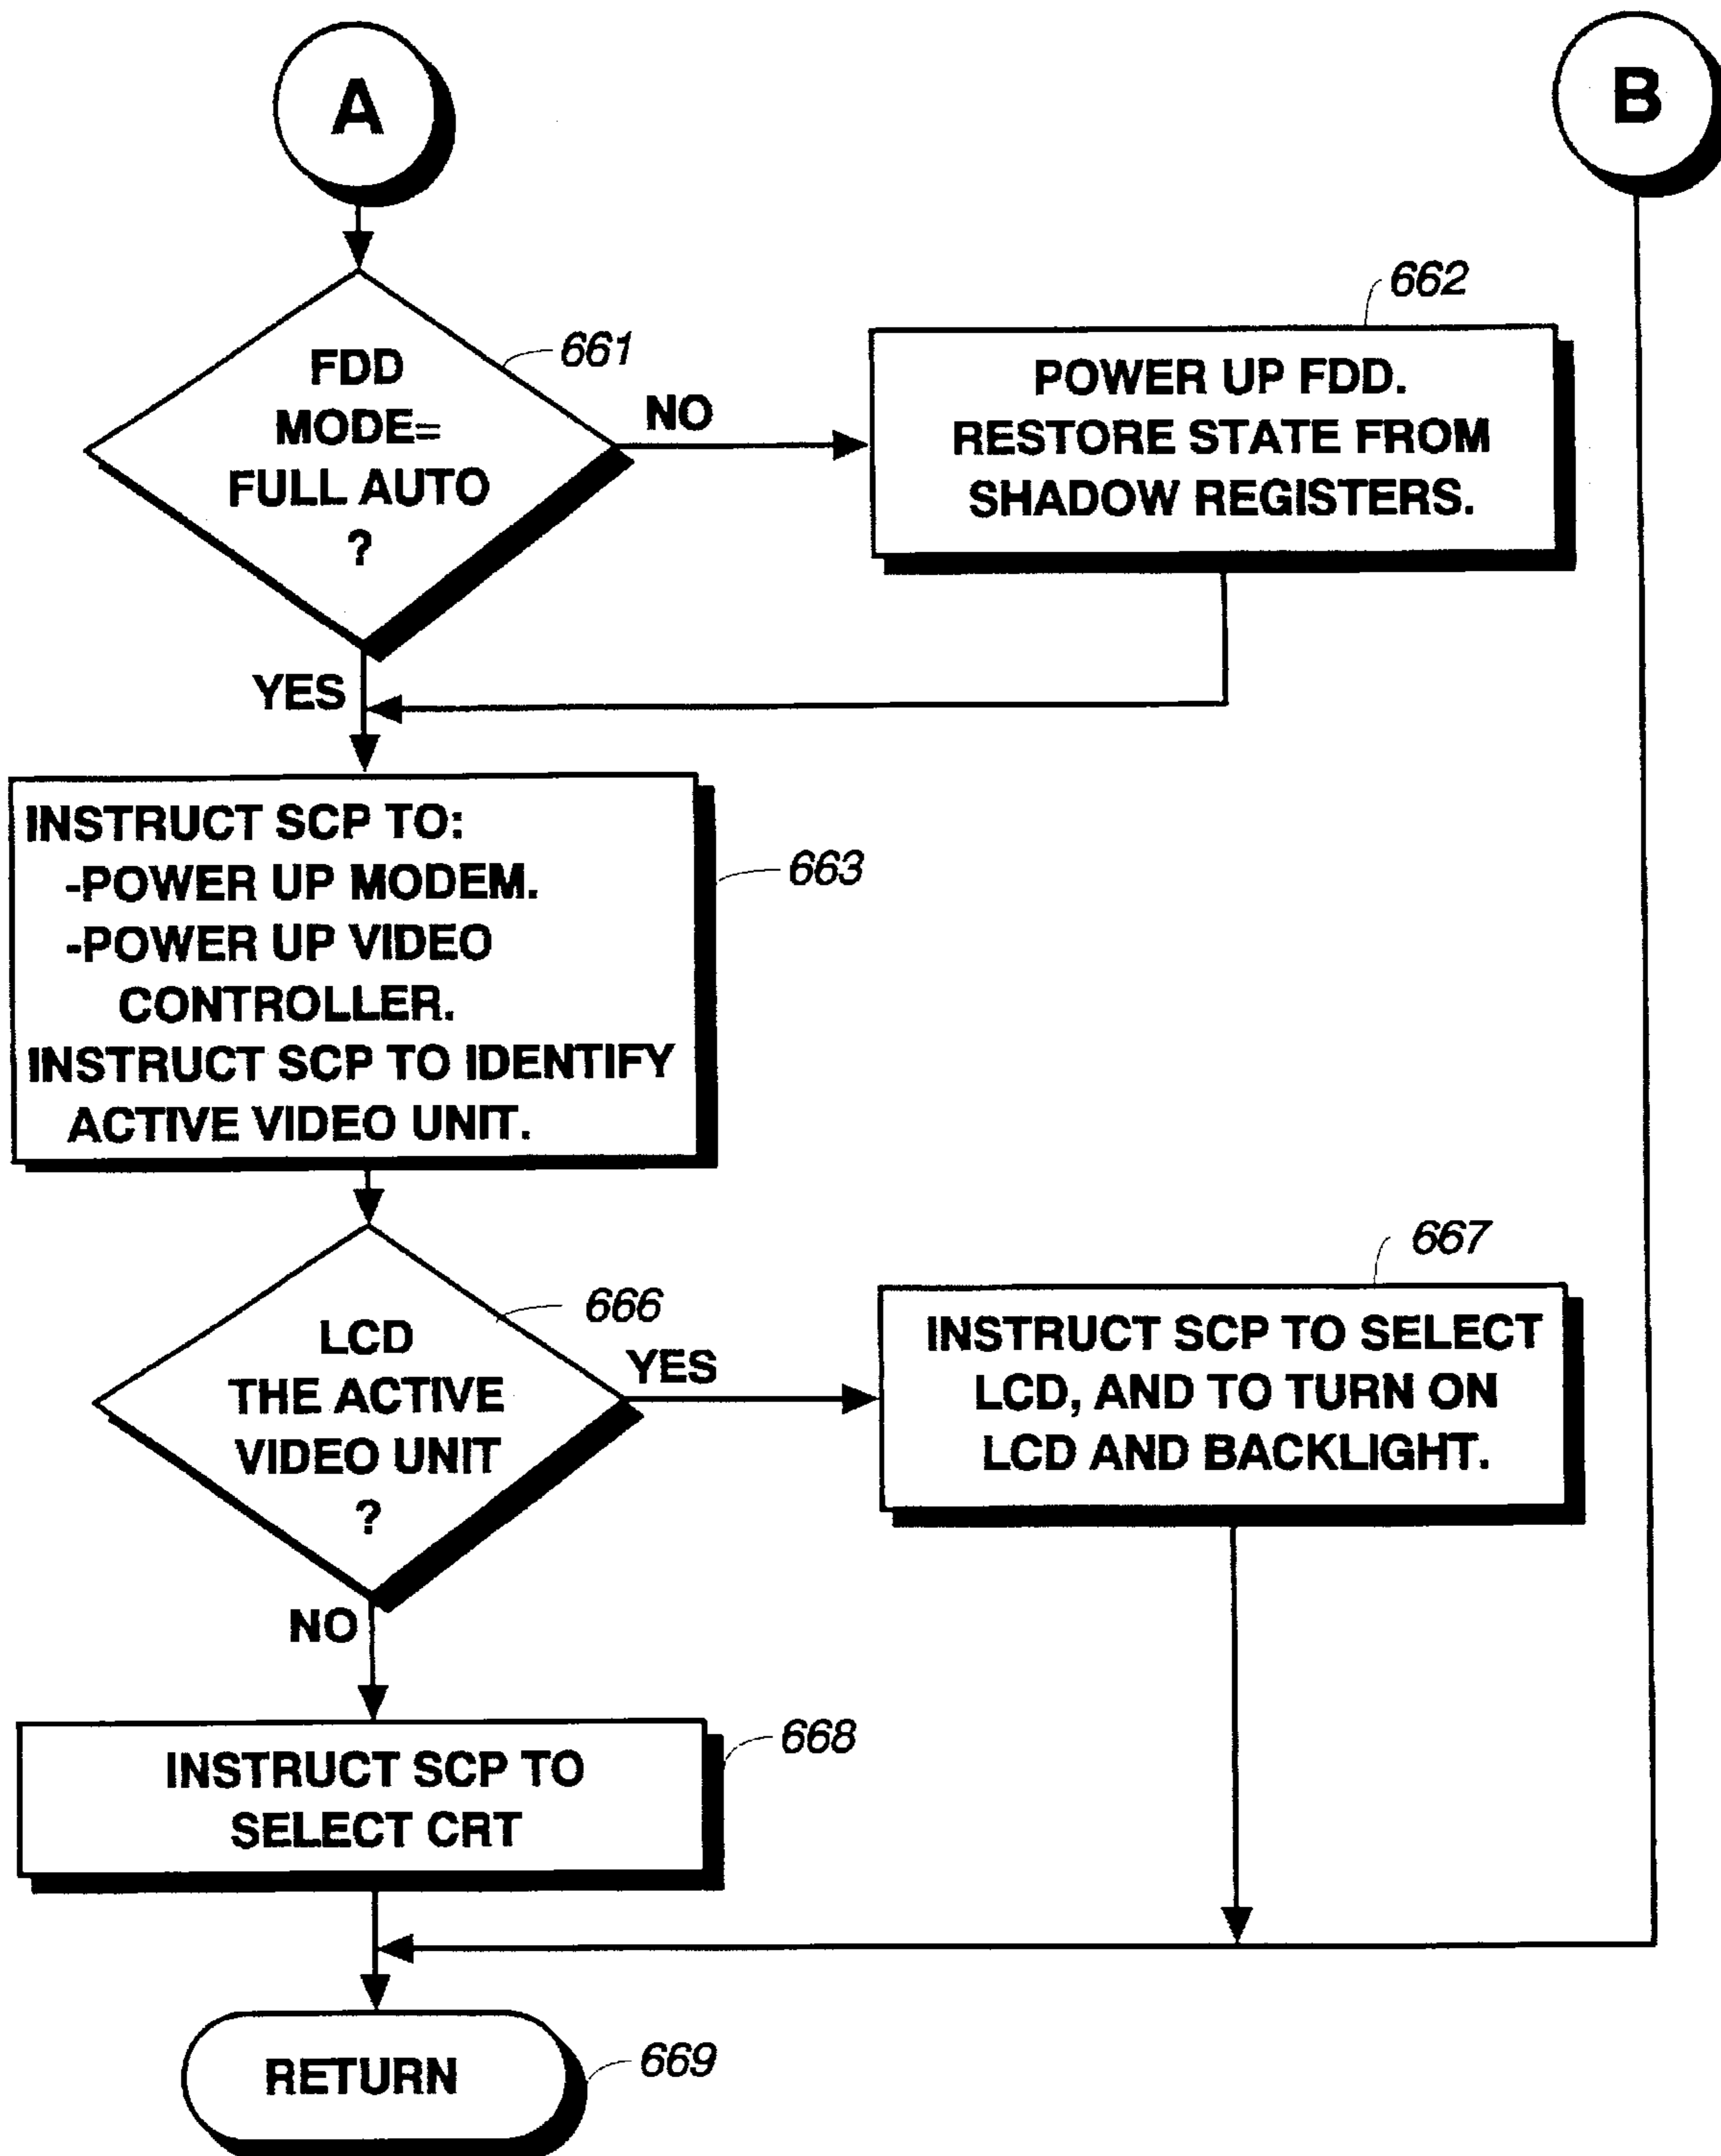 A
B
FDD
MODE=
FULL AUTO
?
661
NO
662
POWER UP FDD.
RESTORE STATE FROM
SHADOW REGISTERS.
YES
INSTRUCT SCP TO:
-POWER UP MODEM.
-POWER UP VIDEO
CONTROLLER.
INSTRUCT SCP TO IDENTIFY
ACTIVE VIDEO UNIT.
663
LCD
THE ACTIVE
VIDEO UNIT
?
666
YES
667
INSTRUCT SCP TO SELECT
LCD, AND TO TURN ON
LCD AND BACKLIGHT.
NO
INSTRUCT SCP TO
SELECT CRT
668
RETURN
669